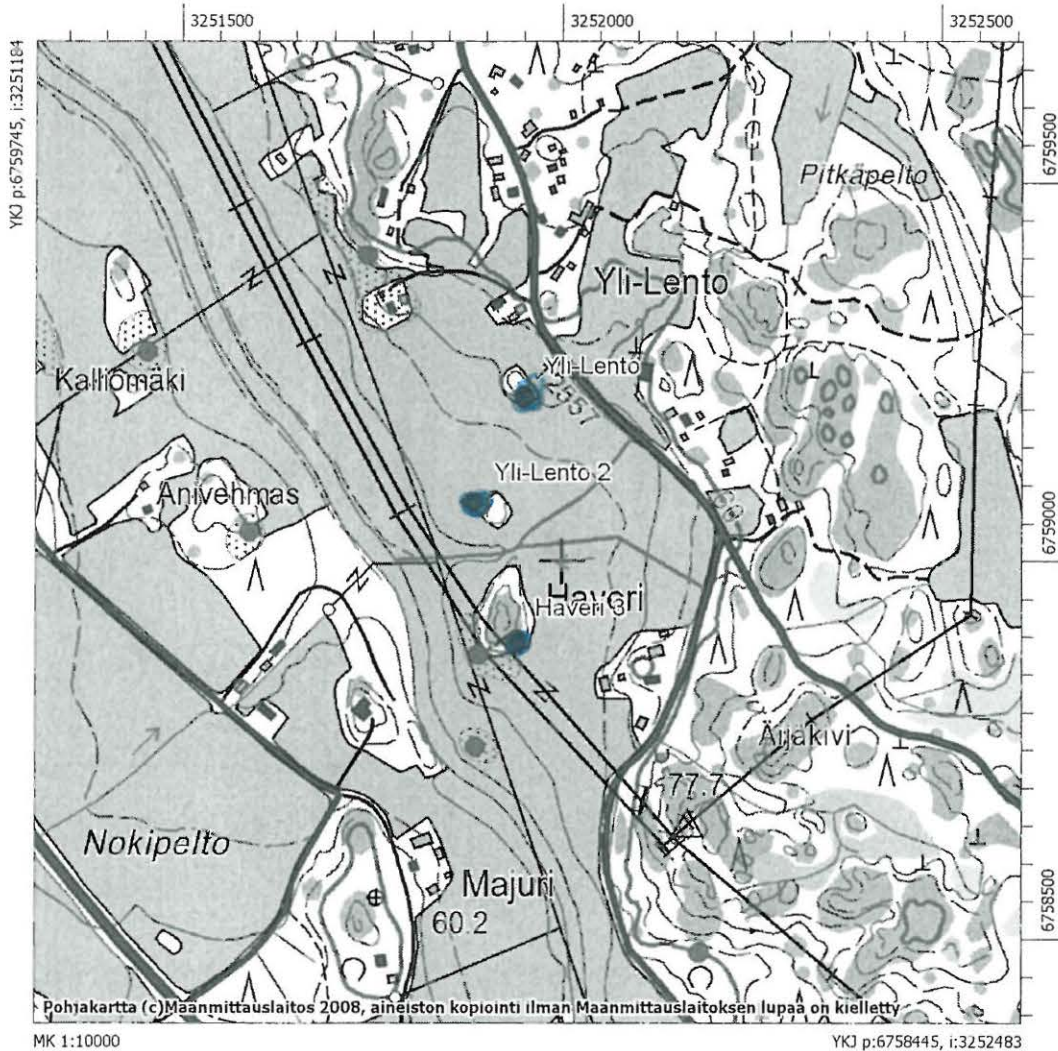 3251500
3252000
3252500
YKJ p:6759745, i:3251184
6759500
Pitkäpelto
Yli-Lento
Yli-Lento
2557
Kalliomäki
Yli-Lento 2
Anivehmas
6759000
Haveri
Haveri 3
Äijäkivi
77.7
Nokipelto
Majuri
60.2
6758500
Pohjakartta (c)Maanmittauslaitos 2008, aineiston kopiointi ilman Maanmittauslaitoksen lupaa on kielletty
MK 1:10000
YKJ p:6758445, i:3252483